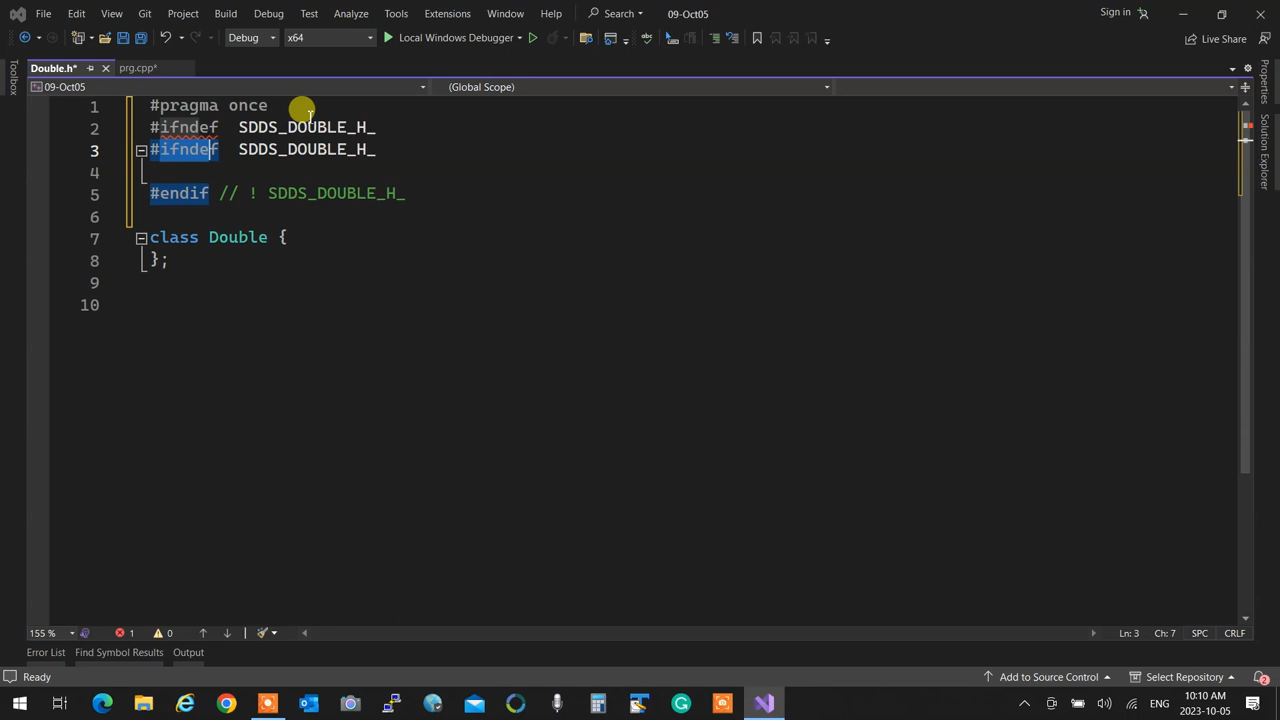 File Edit View Git Project Build Debug Test Analyze Tools Extensions Window Help Search 09-Oct05 Sign in
Debug x64 Local Windows Debugger Live Share
Toolbox
Double.h* prg.cpp*
09-Oct05 (Global Scope)
Properties
Solution Explorer
1 #pragma once
2 #ifndef SDDS_DOUBLE_H_
3 #ifndef SDDS_DOUBLE_H_
4
5 #endif // ! SDDS_DOUBLE_H_
6
7 class Double {
8 };
9
10
155 % 1 0 Ln: 3 Ch: 7 SPC CRLF
Error List Find Symbol Results Output
Ready Add to Source Control Select Repository 2
10:10 AM
ENG
2023-10-05